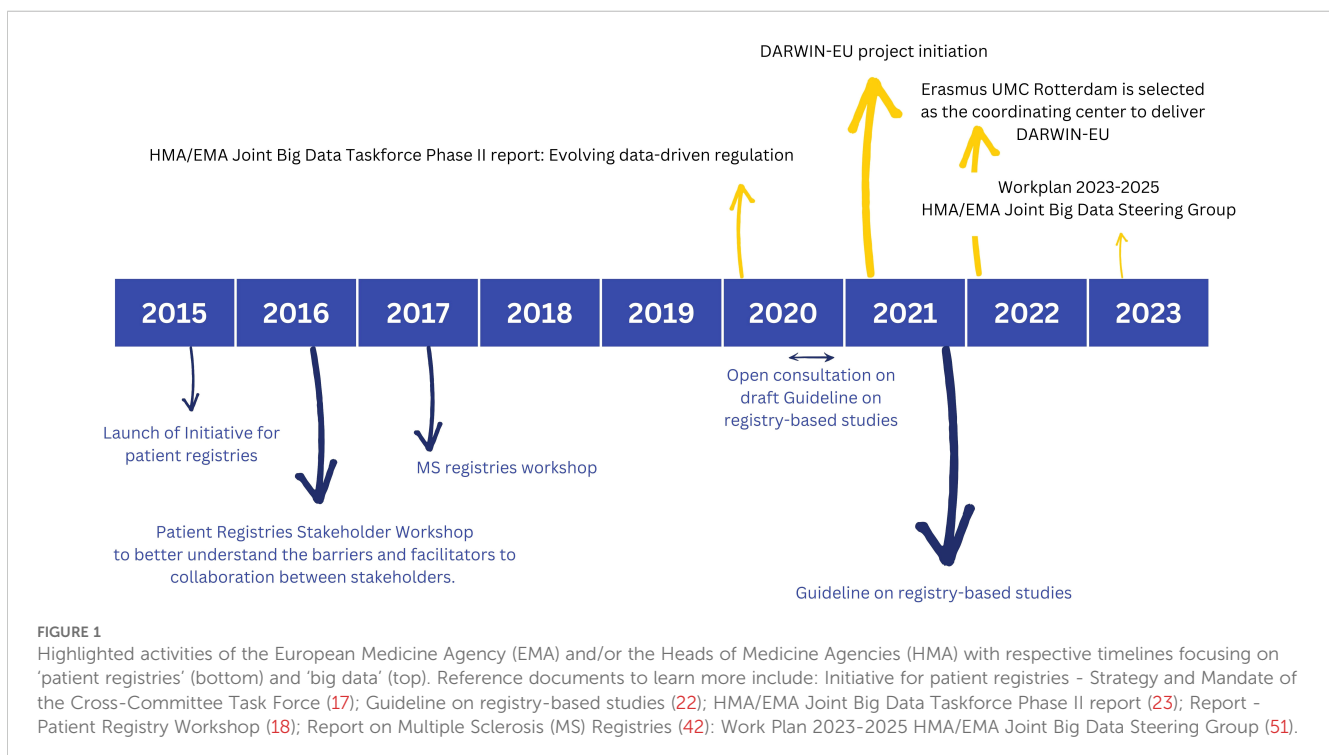 DARWIN-EU project initiation
Erasmus UMC Rotterdam is selected
as the coordinating center to deliver
DARWIN-EU
HMA/EMA Joint Big Data Taskforce Phase II report: Evolving data-driven regulation
Workplan 2023-2025
HMA/EMA Joint Big Data Steering Group
2015 2016 2017 2018 2019 2020 2021 2022 2023
Open consultation on
draft Guideline on
registry-based studies
Launch of Initiative for
patient registries
MS registries workshop
Patient Registries Stakeholder Workshop
to better understand the barriers and facilitators to
collaboration between stakeholders.
Guideline on registry-based studies
FIGURE 1
Highlighted activities of the European Medicine Agency (EMA) and/or the Heads of Medicine Agencies (HMA) with respective timelines focusing on
‘patient registries’ (bottom) and ‘big data’ (top). Reference documents to learn more include: Initiative for patient registries - Strategy and Mandate of
the Cross-Committee Task Force (17); Guideline on registry-based studies (22); HMA/EMA Joint Big Data Taskforce Phase II report (23); Report -
Patient Registry Workshop (18); Report on Multiple Sclerosis (MS) Registries (42): Work Plan 2023-2025 HMA/EMA Joint Big Data Steering Group (51).